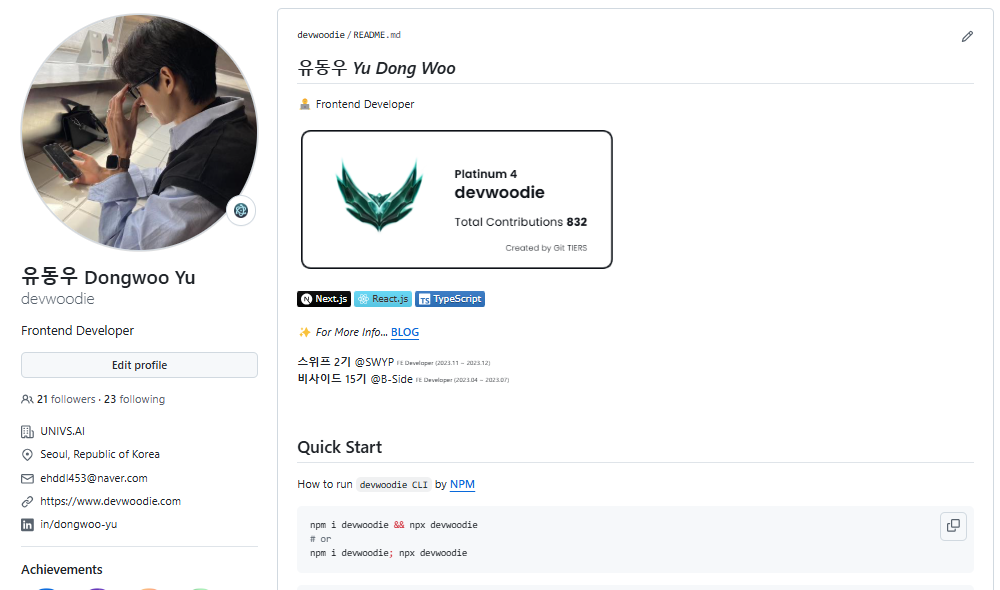 유동우 Dongwoo Yu
devwoodie
Frontend Developer
Edit profile
21 followers · 23 following
UNIVS.AI
Seoul, Republic of Korea
ehddl453@naver.com
https://www.devwoodie.com
in/dongwoo-yu
Achievements
devwoodie / README.md
유동우 Yu Dong Woo
Frontend Developer
Platinum 4
devwoodie
Total Contributions 832
Created by Git TIERS
Next.js React.js TypeScript
✨ For More Info... BLOG
스위프 2기 @SWYP FE Developer (2023.11 ~ 2023.12)
비사이드 15기 @B-Side FE Developer (2023.04 ~ 2023.07)
Quick Start
How to run devwoodie CLI by NPM
npm i devwoodie && npx devwoodie
# or
npm i devwoodie; npx devwoodie